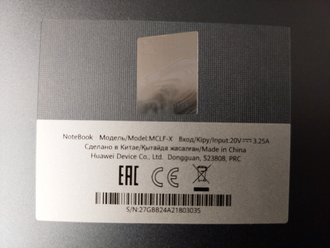 NoteBook Модель/Model:MCLF-X Вход/Кіру/Input:20V⎓3.25A
Сделано в Китае/Қытайда жасалған/Made in China
Huawei Device Co., Ltd. Dongguan, 523808, PRC
EAC CE
S/N:27GBB24A21803035